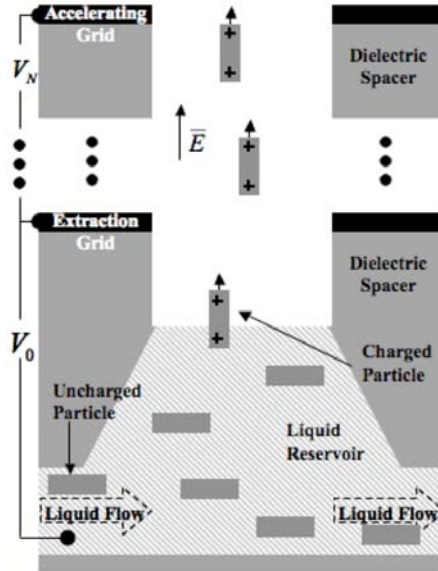 Accelerating
Grid
V_N
Dielectric
Spacer
+
+
E̅
+
+
Extraction
Grid
Dielectric
Spacer
V_0
+
+
Charged
Particle
Uncharged
Particle
Liquid
Reservoir
Liquid Flow
Liquid Flow